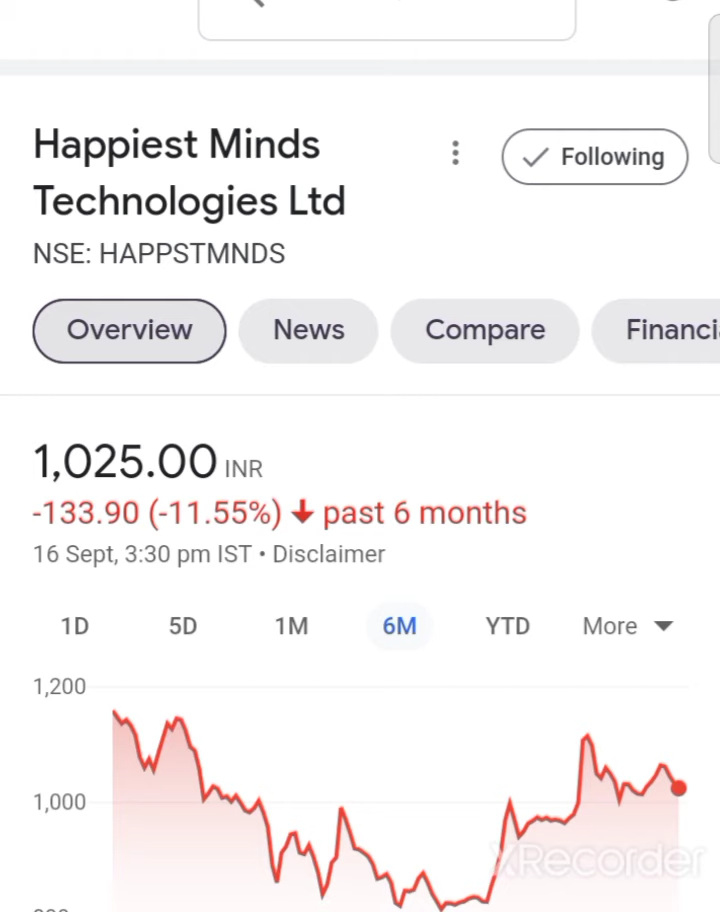 Happiest Minds
Technologies Ltd
Following
NSE: HAPPSTMNDS
Overview News Compare Financi
1,025.00 INR
-133.90 (-11.55%) ↓ past 6 months
16 Sept, 3:30 pm IST • Disclaimer
1D 5D 1M 6M YTD More
1,200
1,000
XRecorder